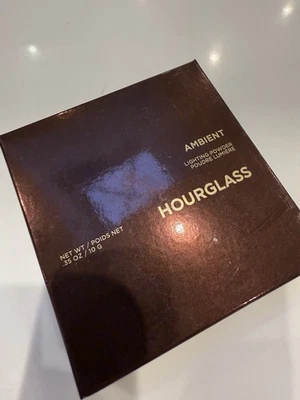 AMBIENT
LIGHTING POWDER
POUDRE LUMIÈRE
HOURGLASS
NET WT / POIDS NET
.35 OZ / 10 G